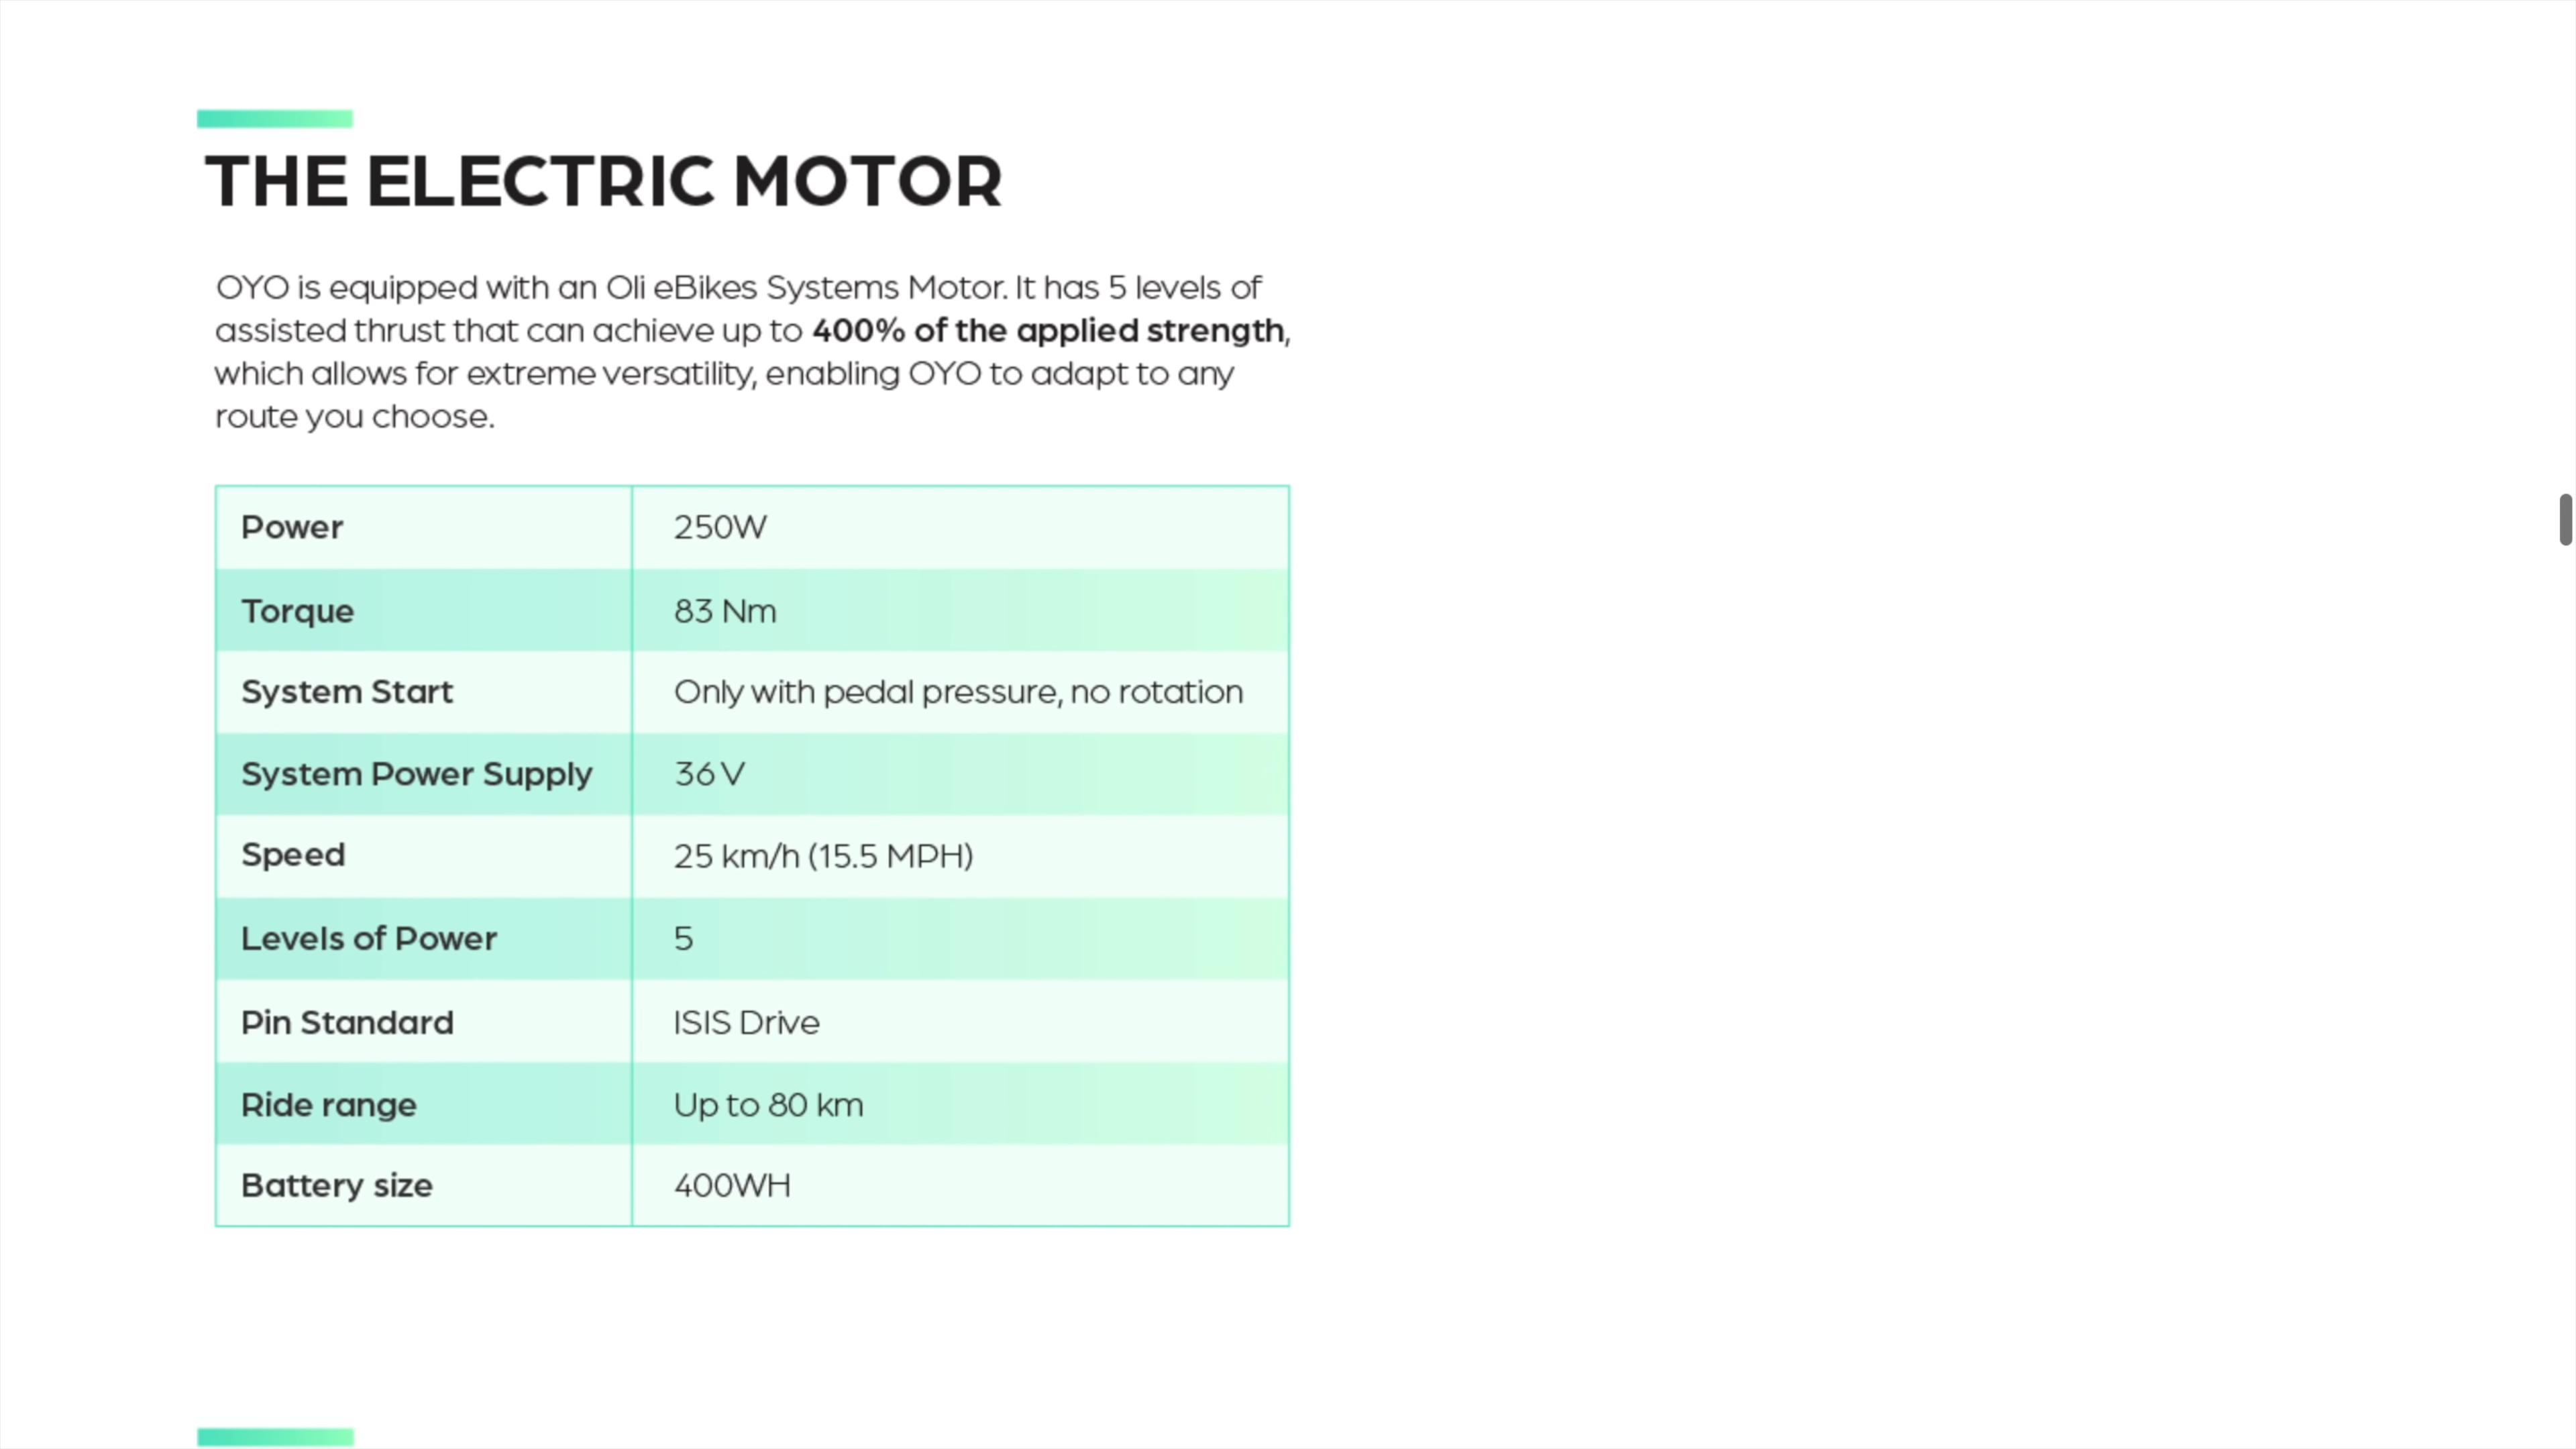 THE ELECTRIC MOTOR
OYO is equipped with an Oli eBikes Systems Motor. It has 5 levels of
assisted thrust that can achieve up to 400% of the applied strength,
which allows for extreme versatility, enabling OYO to adapt to any
route you choose.
Power 250W
Torque 83 Nm
System Start Only with pedal pressure, no rotation
System Power Supply 36 V
Speed 25 km/h (15.5 MPH)
Levels of Power 5
Pin Standard ISIS Drive
Ride range Up to 80 km
Battery size 400WH